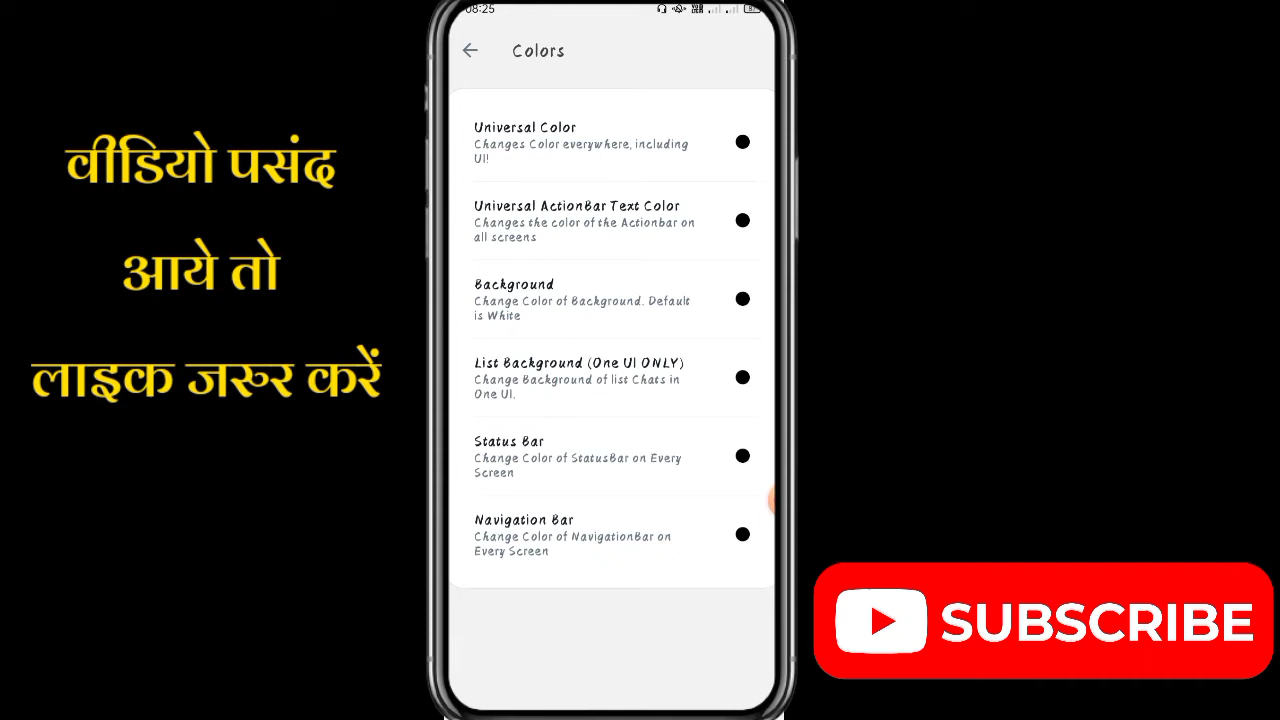 08:25
Colors
वीडियो पसंद
आये तो
लाइक जरुर करें
Universal Color
Changes Color everywhere, including
UI!
Universal ActionBar Text Color
Changes the color of the Actionbar on
all screens
Background
Change Color of Background. Default
is White
List Background (One UI ONLY)
Change Background of list Chats in
One UI.
Status Bar
Change Color of StatusBar on Every
Screen
Navigation Bar
Change Color of NavigationBar on
Every Screen
SUBSCRIBE